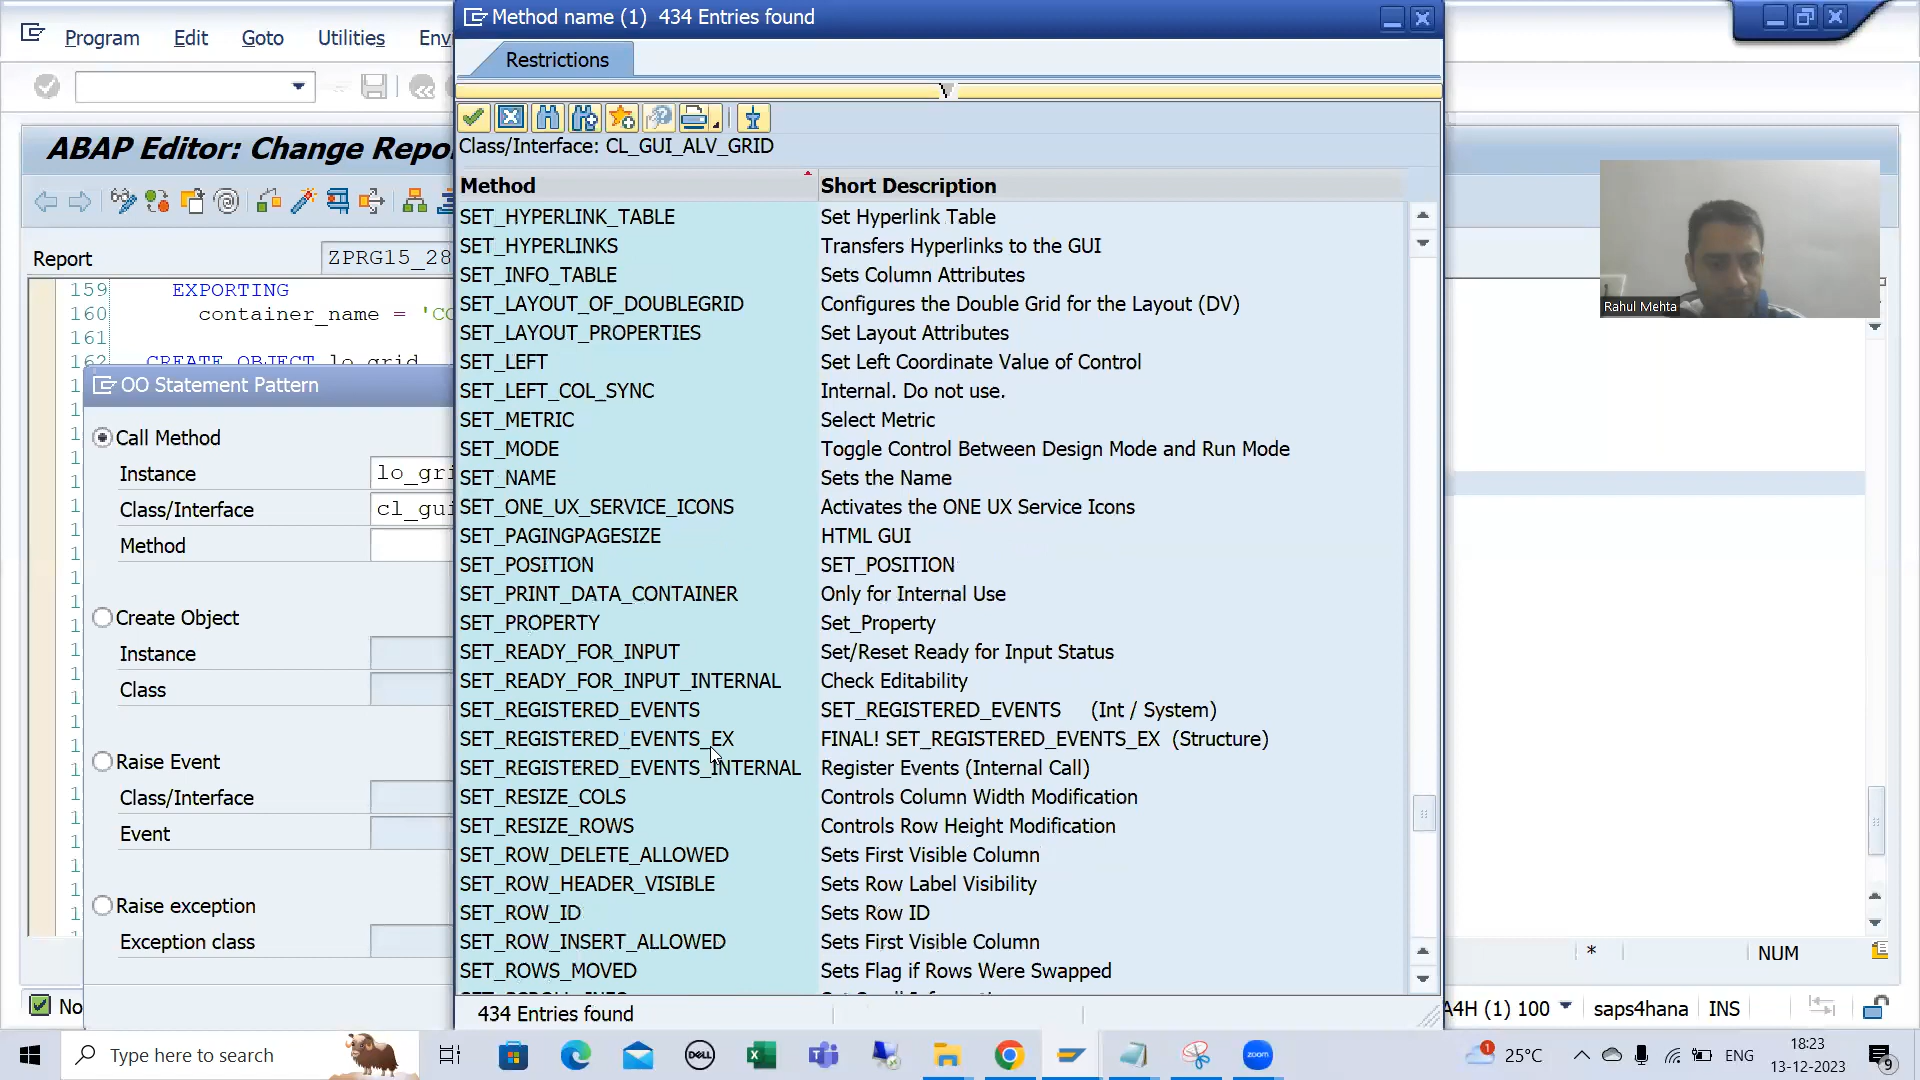 Method name (1)  434 Entries found
Program
Edit
Goto
Utilities
Restrictions
ABAP Editor: Change
Class/Interface: CL_GUI_ALV_GRID
Method
Short Description
SET_HYPERLINK_TABLE Set Hyperlink Table
SET_HYPERLINKS Transfers Hyperlinks to the GUI
SET_INFO_TABLE Sets Column Attributes
SET_LAYOUT_OF_DOUBLEGRID Configures the Double Grid for the Layout (DV)
SET_LAYOUT_PROPERTIES Set Layout Attributes
SET_LEFT Set Left Coordinate Value of Control
SET_LEFT_COL_SYNC Internal. Do not use.
SET_METRIC Select Metric
SET_MODE Toggle Control Between Design Mode and Run Mode
SET_NAME Sets the Name
SET_ONE_UX_SERVICE_ICONS Activates the ONE UX Service Icons
SET_PAGINGPAGESIZE HTML GUI
SET_POSITION SET_POSITION
SET_PRINT_DATA_CONTAINER Only for Internal Use
SET_PROPERTY Set_Property
SET_READY_FOR_INPUT Set/Reset Ready for Input Status
SET_READY_FOR_INPUT_INTERNAL Check Editability
SET_REGISTERED_EVENTS SET_REGISTERED_EVENTS (Int / System)
SET_REGISTERED_EVENTS_EX FINAL! SET_REGISTERED_EVENTS_EX (Structure)
SET_REGISTERED_EVENTS_INTERNAL Register Events (Internal Call)
SET_RESIZE_COLS Controls Column Width Modification
SET_RESIZE_ROWS Controls Row Height Modification
SET_ROW_DELETE_ALLOWED Sets First Visible Column
SET_ROW_HEADER_VISIBLE Sets Row Label Visibility
SET_ROW_ID Sets Row ID
SET_ROW_INSERT_ALLOWED Sets First Visible Column
SET_ROWS_MOVED Sets Flag if Rows Were Swapped
434 Entries found
Report ZPRG15_28
159 EXPORTING
160 container_name =
161
162 CREATE OBJECT lo_grid
OO Statement Pattern
Call Method
Instance
Class/Interface
Method
Create Object
Instance
Class
Raise Event
Class/Interface
Event
Raise exception
Exception class
Rahul Mehta
* NUM
A4H (1) 100 saps4hana INS
Type here to search
DELL
zoom
1 25°C ENG
18:23
13-12-2023
9